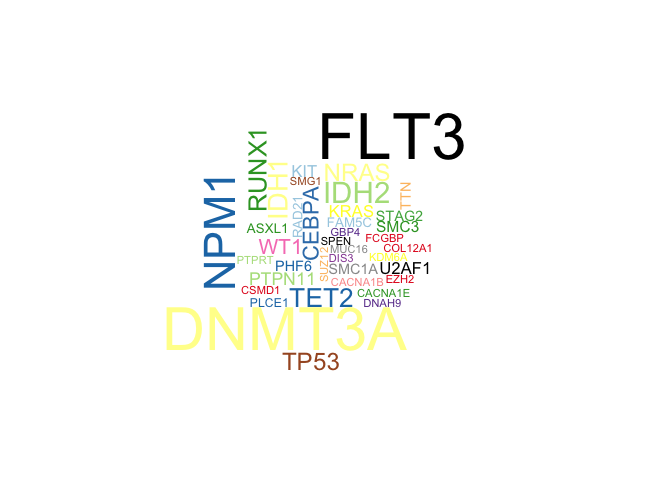 FLT3
RUNX1
IDH1
KIT
NRAS
SMG1
NPM1
IDH2
TTN
CEBPA
RAD21
KRAS
STAG2
FAM5C
SMC3
ASXL1
GBP4
FCGBP
SPEN
WT1
MUC16
COL12A1
PTPRT
DIS3
KDM6A
PHF6
SUZ12
SMC1A
U2AF1
PTPN11
CACNA1B
EZH2
CSMD1
TET2
CACNA1E
PLCE1
DNAH9
DNMT3A
TP53